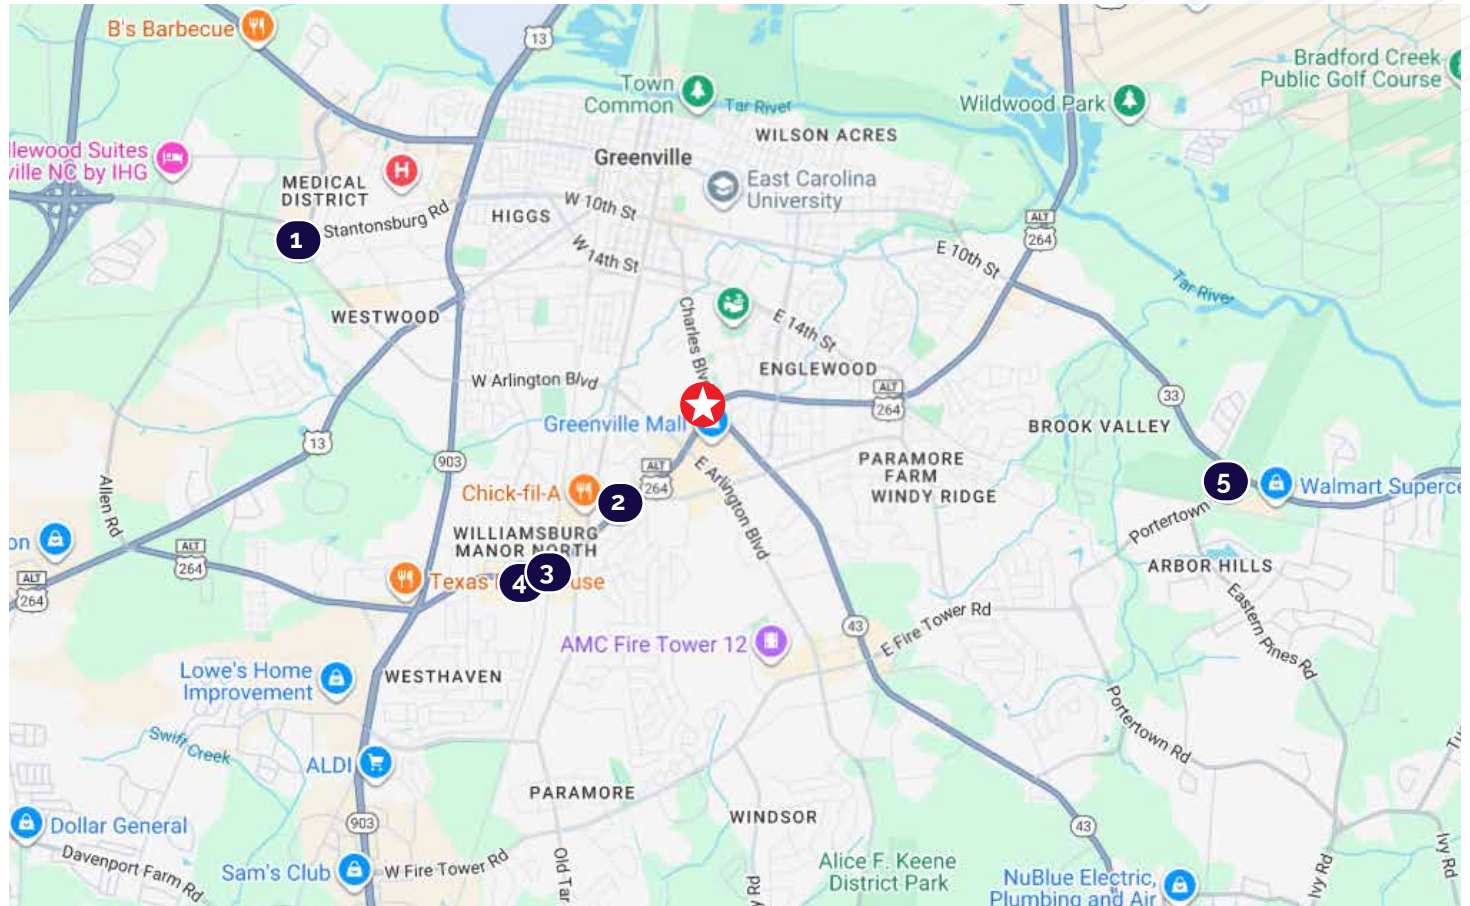 B's Barbecue
13
Town
Common
Tar River
Wildwood Park
Bradford Creek
Public Golf Course
WILSON ACRES
llewood Suites
ville NC by IHG
H
Greenville
MEDICAL
DISTRICT
East Carolina
University
Stantonsburg Rd
HIGGS
W 10th St
ALT
264
1
W 14th St
E 10th St
Tar River
WESTWOOD
Charles Blv
E 14th St
ENGLEWOOD
W Arlington Blvd
ALT
264
33
Greenville Mall
BROOK VALLEY
13
903
ALT
264
E Arlington Blvd
PARAMORE
FARM
WINDY RIDGE
Allen Rd
Chick-fil-A
2
5
Walmart Superce
Portertown
on
WILLIAMSBURG
MANOR NORTH
ALT
264
ALT
264
Texas
4
3
use
ARBOR HILLS
Eastern Pines Rd
E Fire Tower Rd
43
AMC Fire Tower 12
Lowe's Home
Improvement
WESTHAVEN
Portertown Rd
Swift Creek
ALDI
PARAMORE
WINDSOR
Dollar General
903
43
Davenport Farm Rd
Sam's Club
W Fire Tower Rd
Old Tar
Alice F. Keene
District Park
NuBlue Electric,
Plumbing and Air
Ivy Rd
Ivy Rd